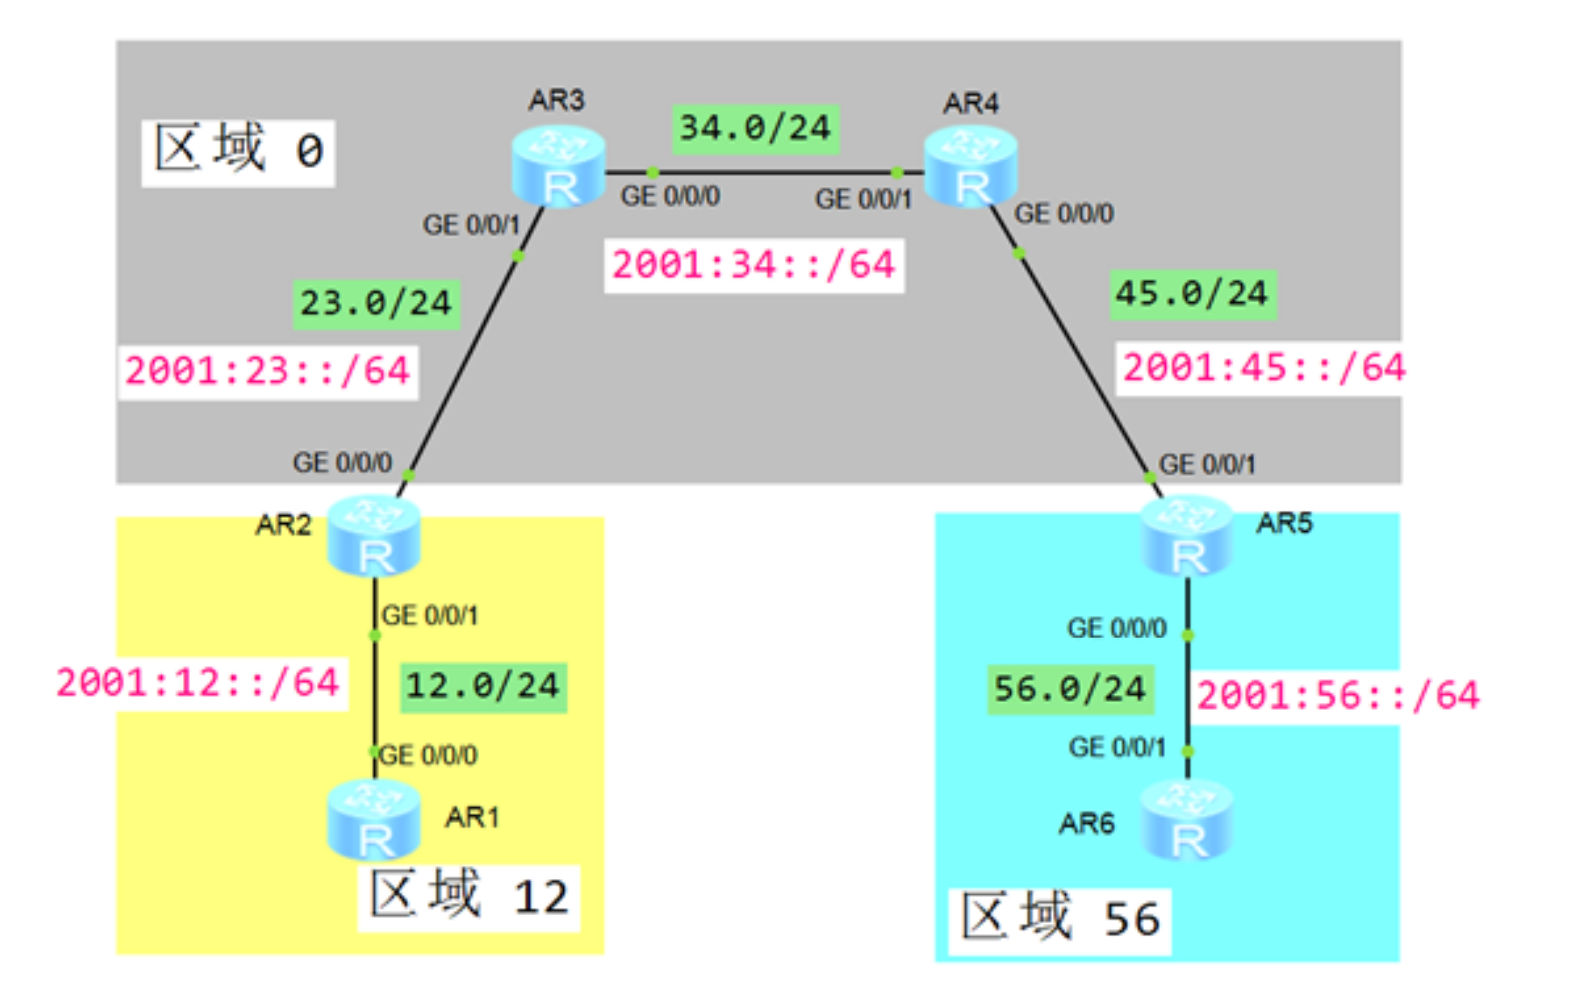 AR3
AR4
34.0/24
区域 0
R
R
GE 0/0/0
GE 0/0/1
GE 0/0/1
GE 0/0/0
2001:34::/64
23.0/24
45.0/24
2001:23::/64
2001:45::/64
GE 0/0/0
GE 0/0/1
AR2
AR5
R
R
GE 0/0/1
GE 0/0/0
2001:12::/64
12.0/24
56.0/24
2001:56::/64
GE 0/0/0
GE 0/0/1
AR1
AR6
R
R
区域 12
区域 56